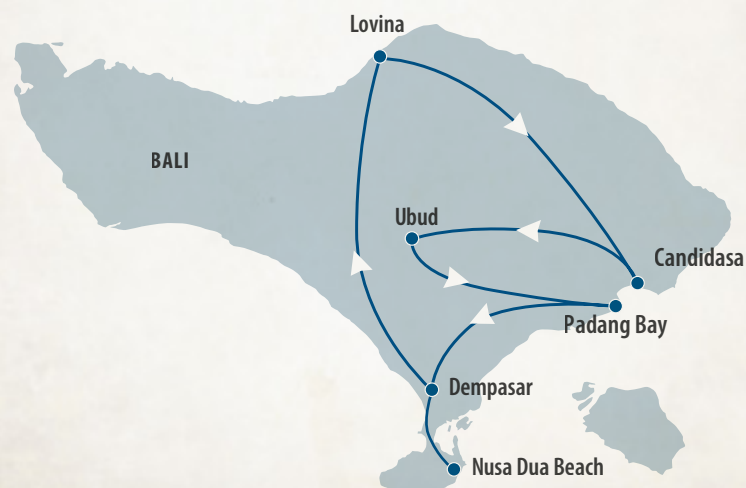 Lovina
BALI
Ubud
Candidasa
Padang Bay
Dempasar
Nusa Dua Beach